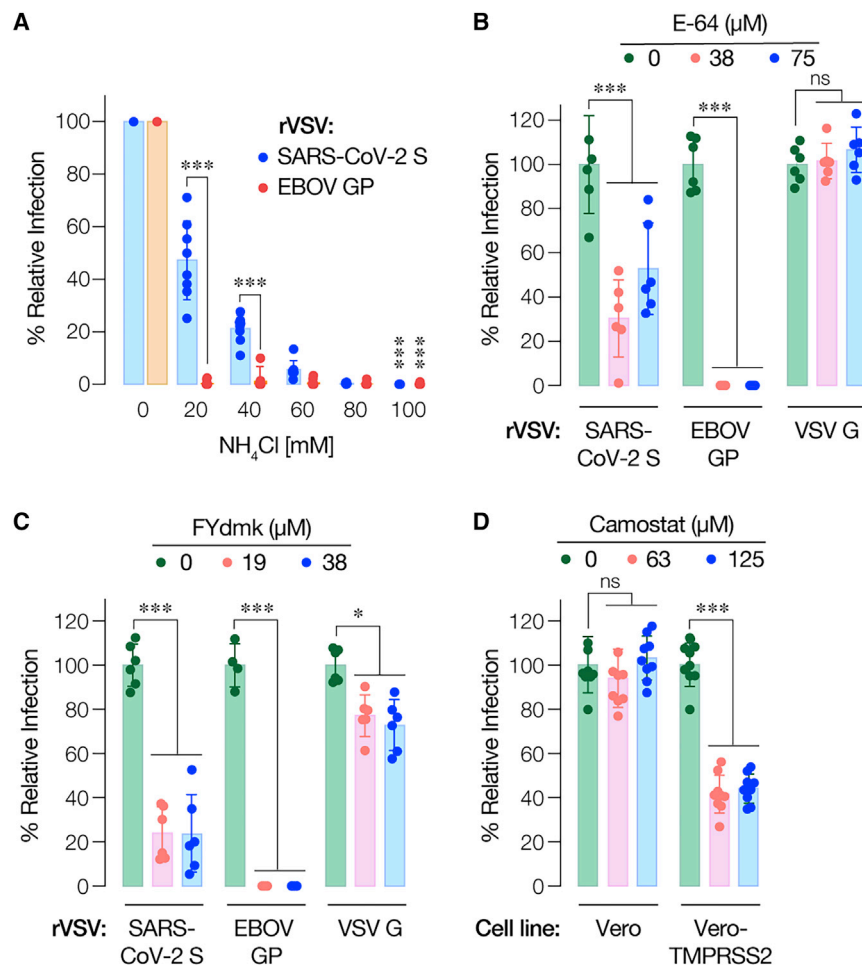 A
% Relative Infection
100
80
60
40
20
0
rVSV:
SARS-CoV-2 S
EBOV GP
***
***
***
***
0 20 40 60 80 100
NH₄Cl [mM]
B
E-64 (µM)
0 38 75
% Relative Infection
120
100
80
60
40
20
0
***
***
ns
rVSV: SARS- EBOV VSV G
CoV-2 S GP
C
FYdmk (µM)
0 19 38
% Relative Infection
120
100
80
60
40
20
0
***
***
*
rVSV: SARS- EBOV VSV G
CoV-2 S GP
D
Camostat (µM)
0 63 125
% Relative Infection
120
100
80
60
40
20
0
ns
***
Cell line: Vero Vero-
TMPRSS2